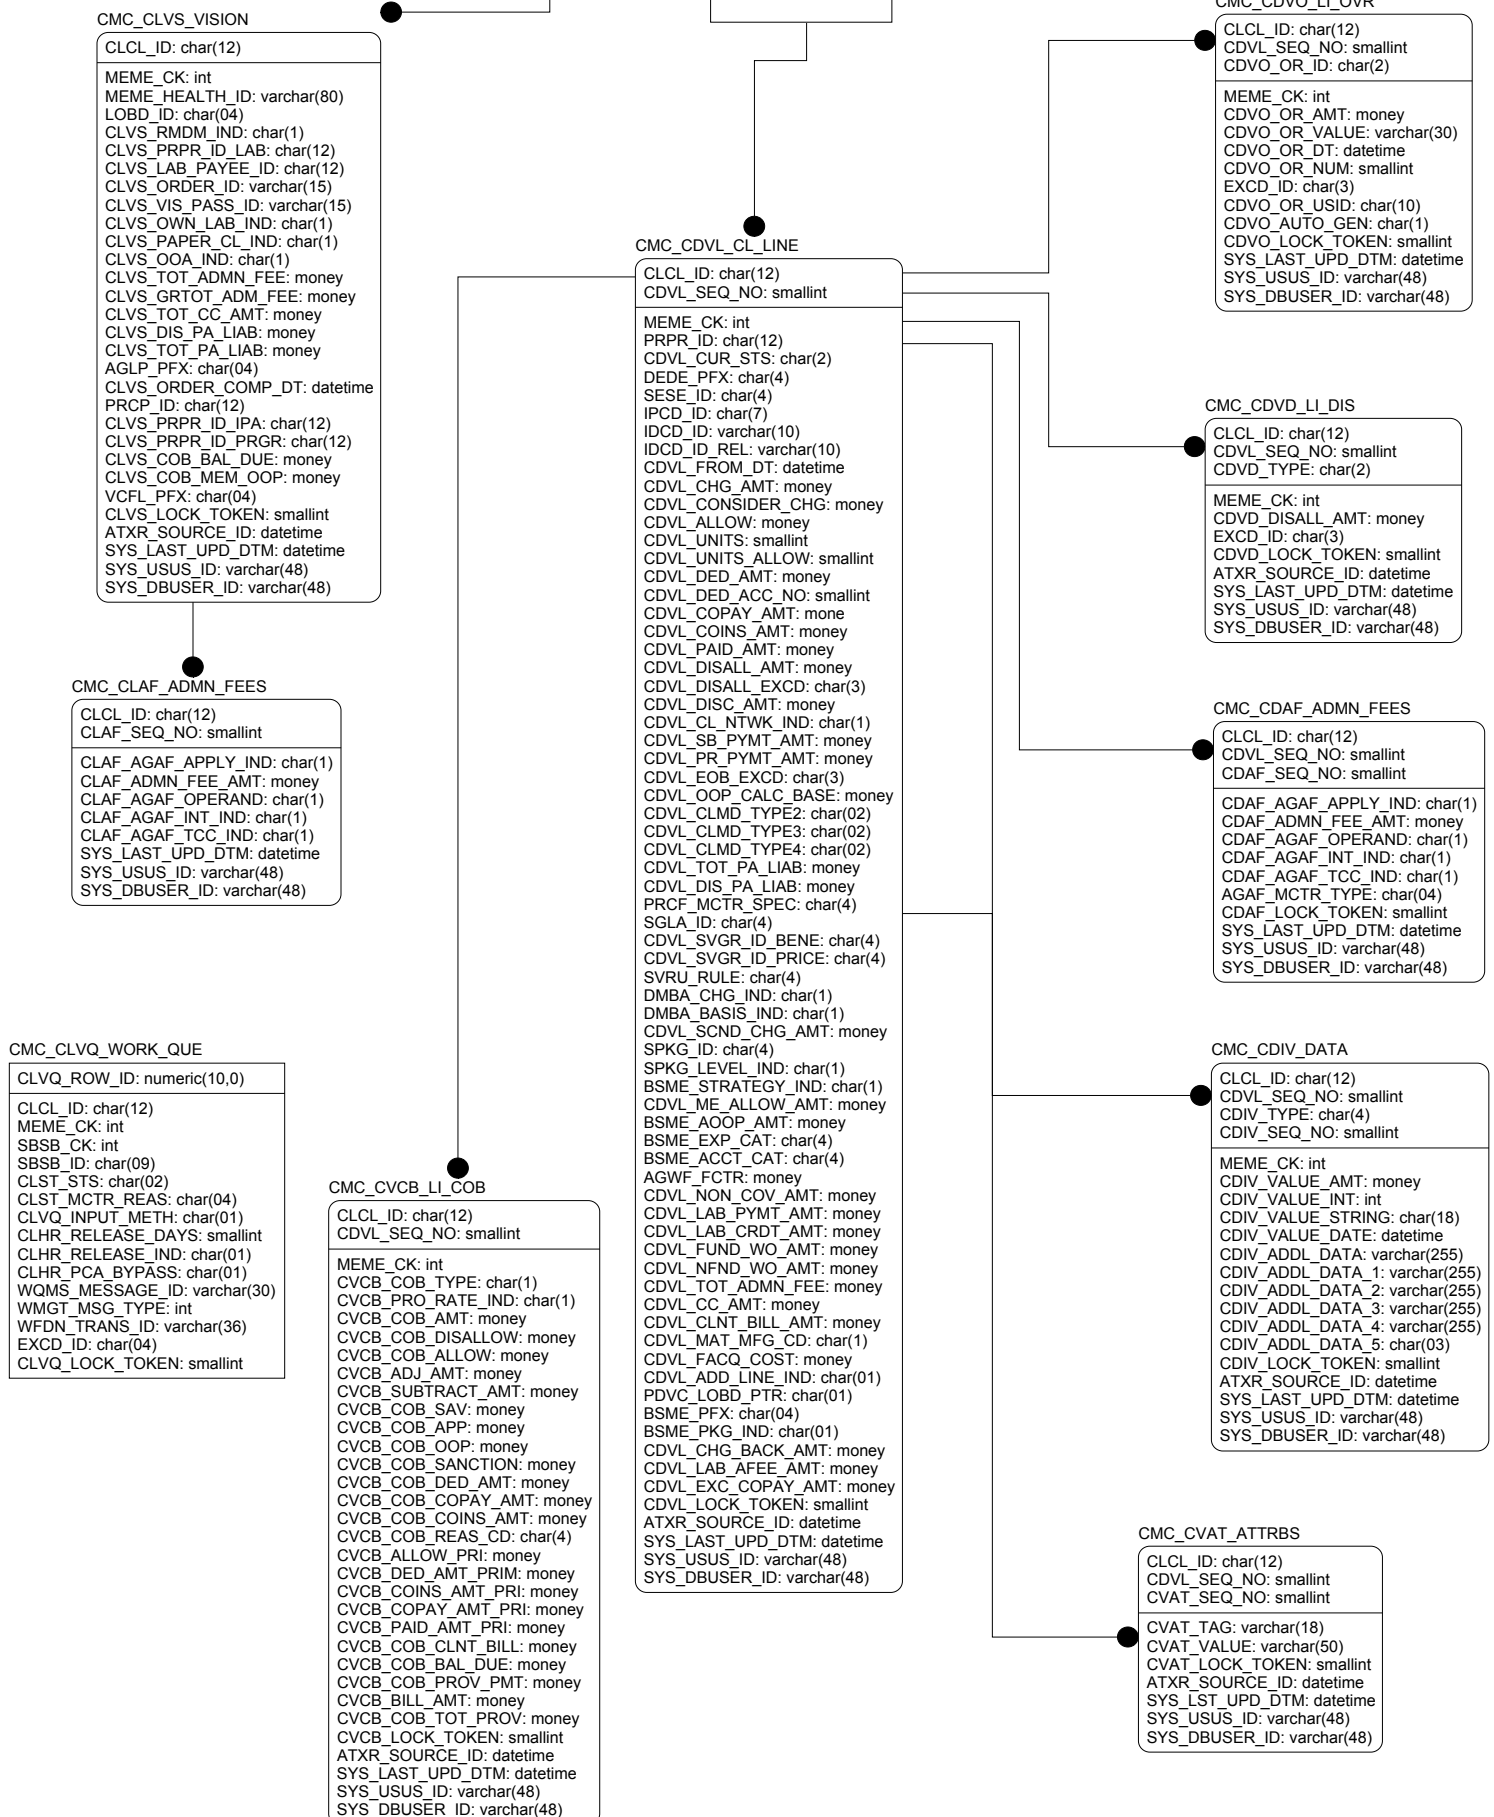 CMC_CLVS_VISION
CLCL_ID: char(12)
MEME_CK: int
MEME_HEALTH_ID: varchar(80)
LOBD_ID: char(04)
CLVS_RMDM_IND: char(1)
CLVS_PRPR_ID_LAB: char(12)
CLVS_LAB_PAYEE_ID: char(12)
CLVS_ORDER_ID: varchar(15)
CLVS_VIS_PASS_ID: varchar(15)
CLVS_OWN_LAB_IND: char(1)
CLVS_PAPER_CL_IND: char(1)
CLVS_OOA_IND: char(1)
CLVS_TOT_ADMN_FEE: money
CLVS_GRTOT_ADM_FEE: money
CLVS_TOT_CC_AMT: money
CLVS_DIS_PA_LIAB: money
CLVS_TOT_PA_LIAB: money
AGLP_PFX: char(04)
CLVS_ORDER_COMP_DT: datetime
PRCP_ID: char(12)
CLVS_PRPR_ID_IPA: char(12)
CLVS_PRPR_ID_PRGR: char(12)
CLVS_COB_BAL_DUE: money
CLVS_COB_MEM_OOP: money
VCFL_PFX: char(04)
CLVS_LOCK_TOKEN: smallint
ATXR_SOURCE_ID: datetime
SYS_LAST_UPD_DTM: datetime
SYS_USUS_ID: varchar(48)
SYS_DBUSER_ID: varchar(48)
CMC_CLAF_ADMN_FEES
CLCL_ID: char(12)
CLAF_SEQ_NO: smallint
CLAF_AGAF_APPLY_IND: char(1)
CLAF_ADMN_FEE_AMT: money
CLAF_AGAF_OPERAND: char(1)
CLAF_AGAF_INT_IND: char(1)
CLAF_AGAF_TCC_IND: char(1)
SYS_LAST_UPD_DTM: datetime
SYS_USUS_ID: varchar(48)
SYS_DBUSER_ID: varchar(48)
CMC_CLVQ_WORK_QUE
CLVQ_ROW_ID: numeric(10,0)
CLCL_ID: char(12)
MEME_CK: int
SBSB_CK: int
SBSB_ID: char(09)
CLST_STS: char(02)
CLST_MCTR_REAS: char(04)
CLVQ_INPUT_METH: char(01)
CLHR_RELEASE_DAYS: smallint
CLHR_RELEASE_IND: char(01)
CLHR_PCA_BYPASS: char(01)
WQMS_MESSAGE_ID: varchar(30)
WMGT_MSG_TYPE: int
WFDN_TRANS_ID: varchar(36)
EXCD_ID: char(04)
CLVQ_LOCK_TOKEN: smallint
CMC_CVCB_LI_COB
CLCL_ID: char(12)
CDVL_SEQ_NO: smallint
MEME_CK: int
CVCB_COB_TYPE: char(1)
CVCB_PRO_RATE_IND: char(1)
CVCB_COB_AMT: money
CVCB_COB_DISALLOW: money
CVCB_COB_ALLOW: money
CVCB_ADJ_AMT: money
CVCB_SUBTRACT_AMT: money
CVCB_COB_SAV: money
CVCB_COB_APP: money
CVCB_COB_OOP: money
CVCB_COB_SANCTION: money
CVCB_COB_DED_AMT: money
CVCB_COB_COPAY_AMT: money
CVCB_COB_COINS_AMT: money
CVCB_COB_REAS_CD: char(4)
CVCB_ALLOW_PRI: money
CVCB_DED_AMT_PRIM: money
CVCB_COINS_AMT_PRI: money
CVCB_COPAY_AMT_PRI: money
CVCB_PAID_AMT_PRI: money
CVCB_COB_CLNT_BILL: money
CVCB_COB_BAL_DUE: money
CVCB_COB_PROV_PMT: money
CVCB_BILL_AMT: money
CVCB_COB_TOT_PROV: money
CVCB_LOCK_TOKEN: smallint
ATXR_SOURCE_ID: datetime
SYS_LAST_UPD_DTM: datetime
SYS_USUS_ID: varchar(48)
SYS_DBUSER_ID: varchar(48)
CMC_CDVL_CL_LINE
CLCL_ID: char(12)
CDVL_SEQ_NO: smallint
MEME_CK: int
PRPR_ID: char(12)
CDVL_CUR_STS: char(2)
DEDE_PFX: char(4)
SESE_ID: char(4)
IPCD_ID: char(7)
IDCD_ID: varchar(10)
IDCD_ID_REL: varchar(10)
CDVL_FROM_DT: datetime
CDVL_CHG_AMT: money
CDVL_CONSIDER_CHG: money
CDVL_ALLOW: money
CDVL_UNITS: smallint
CDVL_UNITS_ALLOW: smallint
CDVL_DED_AMT: money
CDVL_DED_ACC_NO: smallint
CDVL_COPAY_AMT: mone
CDVL_COINS_AMT: money
CDVL_PAID_AMT: money
CDVL_DISALL_AMT: money
CDVL_DISALL_EXCD: char(3)
CDVL_DISC_AMT: money
CDVL_CL_NTWK_IND: char(1)
CDVL_SB_PYMT_AMT: money
CDVL_PR_PYMT_AMT: money
CDVL_EOB_EXCD: char(3)
CDVL_OOP_CALC_BASE: money
CDVL_CLMD_TYPE2: char(02)
CDVL_CLMD_TYPE3: char(02)
CDVL_CLMD_TYPE4: char(02)
CDVL_TOT_PA_LIAB: money
CDVL_DIS_PA_LIAB: money
PRCF_MCTR_SPEC: char(4)
SGLA_ID: char(4)
CDVL_SVGR_ID_BENE: char(4)
CDVL_SVGR_ID_PRICE: char(4)
SVRU_RULE: char(4)
DMBA_CHG_IND: char(1)
DMBA_BASIS_IND: char(1)
CDVL_SCND_CHG_AMT: money
SPKG_ID: char(4)
SPKG_LEVEL_IND: char(1)
BSME_STRATEGY_IND: char(1)
CDVL_ME_ALLOW_AMT: money
BSME_AOOP_AMT: money
BSME_EXP_CAT: char(4)
BSME_ACCT_CAT: char(4)
AGWF_FCTR: money
CDVL_NON_COV_AMT: money
CDVL_LAB_PYMT_AMT: money
CDVL_LAB_CRDT_AMT: money
CDVL_FUND_WO_AMT: money
CDVL_NFND_WO_AMT: money
CDVL_TOT_ADMN_FEE: money
CDVL_CC_AMT: money
CDVL_CLNT_BILL_AMT: money
CDVL_MAT_MFG_CD: char(1)
CDVL_FACQ_COST: money
CDVL_ADD_LINE_IND: char(01)
PDVC_LOBD_PTR: char(01)
BSME_PFX: char(04)
BSME_PKG_IND: char(01)
CDVL_CHG_BACK_AMT: money
CDVL_LAB_AFEE_AMT: money
CDVL_EXC_COPAY_AMT: money
CDVL_LOCK_TOKEN: smallint
ATXR_SOURCE_ID: datetime
SYS_LAST_UPD_DTM: datetime
SYS_USUS_ID: varchar(48)
SYS_DBUSER_ID: varchar(48)
CMC_CDVO_LI_OVR
CLCL_ID: char(12)
CDVL_SEQ_NO: smallint
CDVO_OR_ID: char(2)
MEME_CK: int
CDVO_OR_AMT: money
CDVO_OR_VALUE: varchar(30)
CDVO_OR_DT: datetime
CDVO_OR_NUM: smallint
EXCD_ID: char(3)
CDVO_OR_USID: char(10)
CDVO_AUTO_GEN: char(1)
CDVO_LOCK_TOKEN: smallint
SYS_LAST_UPD_DTM: datetime
SYS_USUS_ID: varchar(48)
SYS_DBUSER_ID: varchar(48)
CMC_CDVD_LI_DIS
CLCL_ID: char(12)
CDVL_SEQ_NO: smallint
CDVD_TYPE: char(2)
MEME_CK: int
CDVD_DISALL_AMT: money
EXCD_ID: char(3)
CDVD_LOCK_TOKEN: smallint
ATXR_SOURCE_ID: datetime
SYS_LAST_UPD_DTM: datetime
SYS_USUS_ID: varchar(48)
SYS_DBUSER_ID: varchar(48)
CMC_CDAF_ADMN_FEES
CLCL_ID: char(12)
CDVL_SEQ_NO: smallint
CDAF_SEQ_NO: smallint
CDAF_AGAF_APPLY_IND: char(1)
CDAF_ADMN_FEE_AMT: money
CDAF_AGAF_OPERAND: char(1)
CDAF_AGAF_INT_IND: char(1)
CDAF_AGAF_TCC_IND: char(1)
AGAF_MCTR_TYPE: char(04)
CDAF_LOCK_TOKEN: smallint
SYS_LAST_UPD_DTM: datetime
SYS_USUS_ID: varchar(48)
SYS_DBUSER_ID: varchar(48)
CMC_CDIV_DATA
CLCL_ID: char(12)
CDVL_SEQ_NO: smallint
CDIV_TYPE: char(4)
CDIV_SEQ_NO: smallint
MEME_CK: int
CDIV_VALUE_AMT: money
CDIV_VALUE_INT: int
CDIV_VALUE_STRING: char(18)
CDIV_VALUE_DATE: datetime
CDIV_ADDL_DATA: varchar(255)
CDIV_ADDL_DATA_1: varchar(255)
CDIV_ADDL_DATA_2: varchar(255)
CDIV_ADDL_DATA_3: varchar(255)
CDIV_ADDL_DATA_4: varchar(255)
CDIV_ADDL_DATA_5: char(03)
CDIV_LOCK_TOKEN: smallint
ATXR_SOURCE_ID: datetime
SYS_LAST_UPD_DTM: datetime
SYS_USUS_ID: varchar(48)
SYS_DBUSER_ID: varchar(48)
CMC_CVAT_ATTRBS
CLCL_ID: char(12)
CDVL_SEQ_NO: smallint
CVAT_SEQ_NO: smallint
CVAT_TAG: varchar(18)
CVAT_VALUE: varchar(50)
CVAT_LOCK_TOKEN: smallint
ATXR_SOURCE_ID: datetime
SYS_LST_UPD_DTM: datetime
SYS_USUS_ID: varchar(48)
SYS_DBUSER_ID: varchar(48)